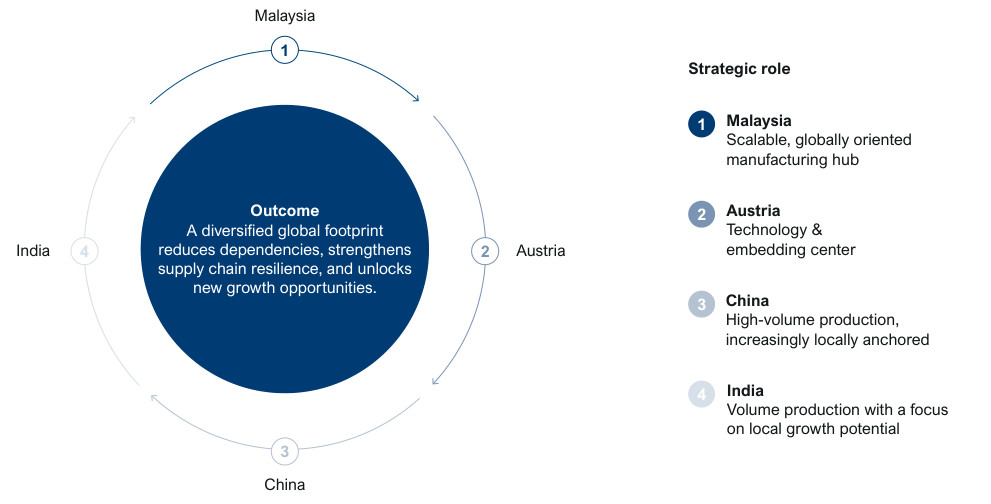 Malaysia
1
India
4
Outcome
A diversified global footprint
reduces dependencies, strengthens
supply chain resilience, and unlocks
new growth opportunities.
2
Austria
3
China
Strategic role
1
Malaysia
Scalable, globally oriented
manufacturing hub
2
Austria
Technology &
embedding center
3
China
High-volume production,
increasingly locally anchored
4
India
Volume production with a focus
on local growth potential